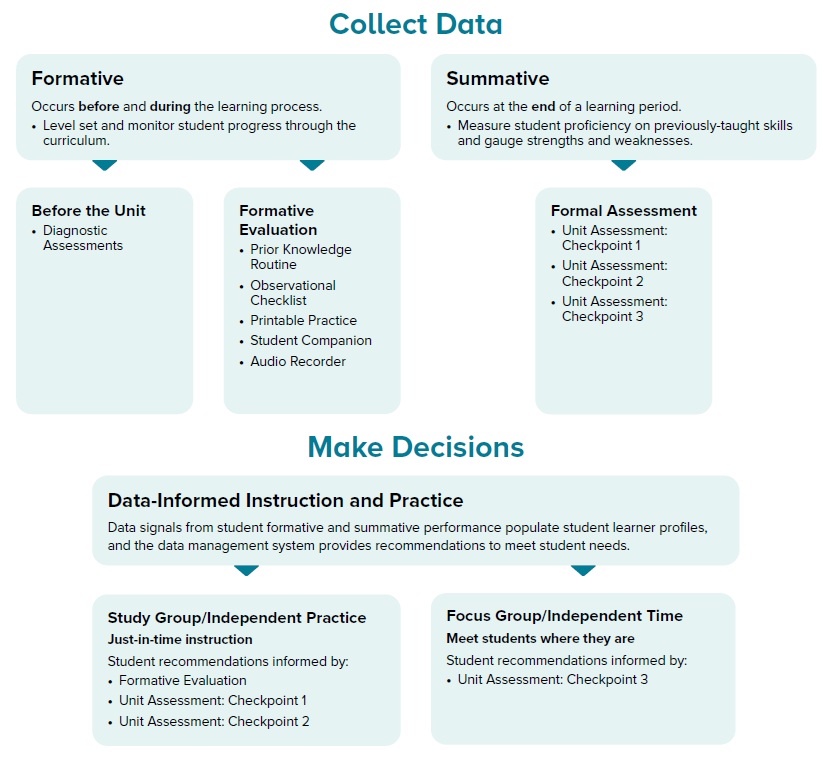 Collect Data
Formative
Occurs before and during the learning process.
• Level set and monitor student progress through the
curriculum.
Summative
Occurs at the end of a learning period.
• Measure student proficiency on previously-taught skills
and gauge strengths and weaknesses.
Before the Unit
• Diagnostic
Assessments
Formative
Evaluation
• Prior Knowledge
Routine
• Observational
Checklist
• Printable Practice
• Student Companion
• Audio Recorder
Formal Assessment
• Unit Assessment:
Checkpoint 1
• Unit Assessment:
Checkpoint 2
• Unit Assessment:
Checkpoint 3
Make Decisions
Data-Informed Instruction and Practice
Data signals from student formative and summative performance populate student learner profiles,
and the data management system provides recommendations to meet student needs.
Study Group/Independent Practice
Just-in-time instruction
Student recommendations informed by:
• Formative Evaluation
• Unit Assessment: Checkpoint 1
• Unit Assessment: Checkpoint 2
Focus Group/Independent Time
Meet students where they are
Student recommendations informed by:
• Unit Assessment: Checkpoint 3